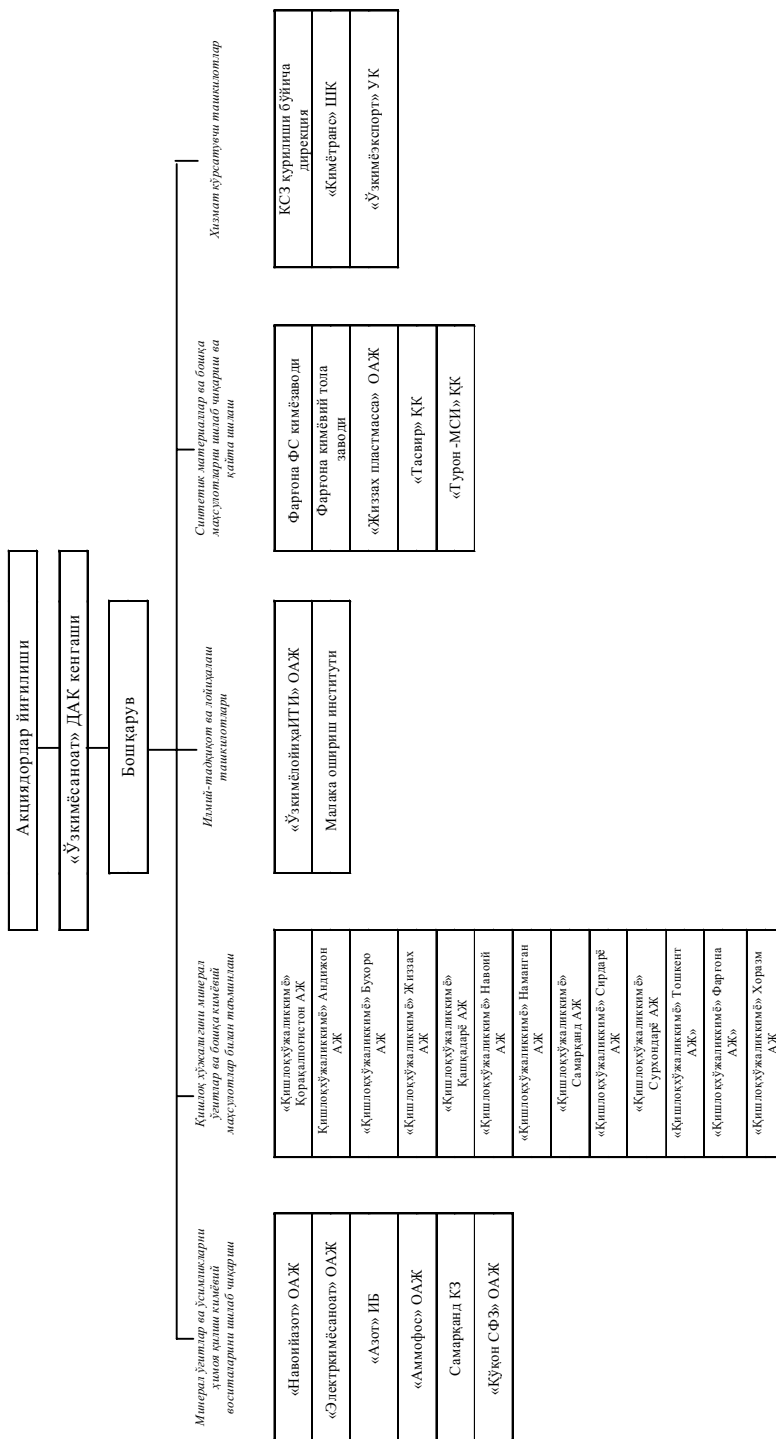 Акциядорлар йиғилиши
«Ўзкимёсаноат» ДАК кенгаши
Бошқарув
Минерал ўғитлар ва ўсимликларни
ҳимоя қилиш кимёвий
воситаларини ишлаб чиқариш
«Навоийазот» ОАЖ
«Электркимёсаноат» ОАЖ
«Азот» ИБ
«Аммофос» ОАЖ
Самарқанд КЗ
«Қўқон СФЗ» ОАЖ
Қишлоқ хўжалигини минерал
ўғитлар ва бошқа кимёвий
маҳсулотлар билан таъминлаш
«Қишлоқхўжаликкимё»
Қорақалпоғистон АЖ
Қишлоқхўжаликкимё» Андижон
АЖ
«Қишлоқхўжаликкимё» Бухоро
АЖ
«Қишлоқхўжаликкимё» Жиззах
АЖ
«Қишлоқхўжаликкимё»
Қашқадарё АЖ
«Қишлоқхўжаликкимё» Навоий
АЖ
«Қишлоқхўжаликкимё» Наманган
АЖ
«Қишлоқхўжаликкимё»
Самарқанд АЖ
«Қишлоқхўжаликкимё» Сирдарё
АЖ
«Қишлоқхўжаликкимё»
Сурхондарё АЖ
«Қишлоқхўжаликкимё» Тошкент
АЖ»
«Қишлоқхўжаликкимё» Фарғона
АЖ»
«Қишлоқхўжаликкимё» Хоразм
АЖ
Илмий-тадқиқот ва лойиҳалаш
ташкилотлари
«ЎзкимёлойиҳаИТИ» ОАЖ
Малака ошириш институти
Синтетик материаллар ва бошқа
маҳсулотларни ишлаб чиқариш ва
қайта ишлаш
Фарғона ФС кимёзаводи
Фарғона кимёвий тола
заводи
«Жиззах пластмасса» ОАЖ
«Тасвир» ҚК
«Турон -МСИ» ҚК
Хизмат кўрсатувчи ташкилотлар
КСЗ қурилиши бўйича
дирекция
«Кимётранс» ШК
«Ўзкимёэкспорт» УК